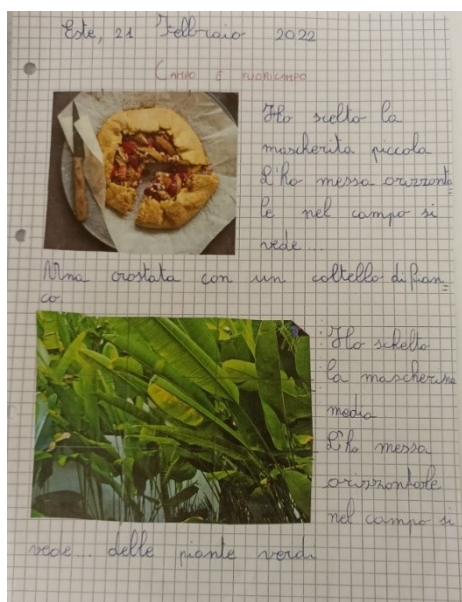 Este, 21 Febbraio 2022
CAMPO E FUORICAMPO
Ho scelto la
mascherita piccola
L'ho messa orizzonta=
le nel campo si
vede...
Una crostata con un coltello di fian=
co.
Ho schelto
la mascherina
media
L'ho messa
orizzontale
nel campo si
vede... delle piante verdi